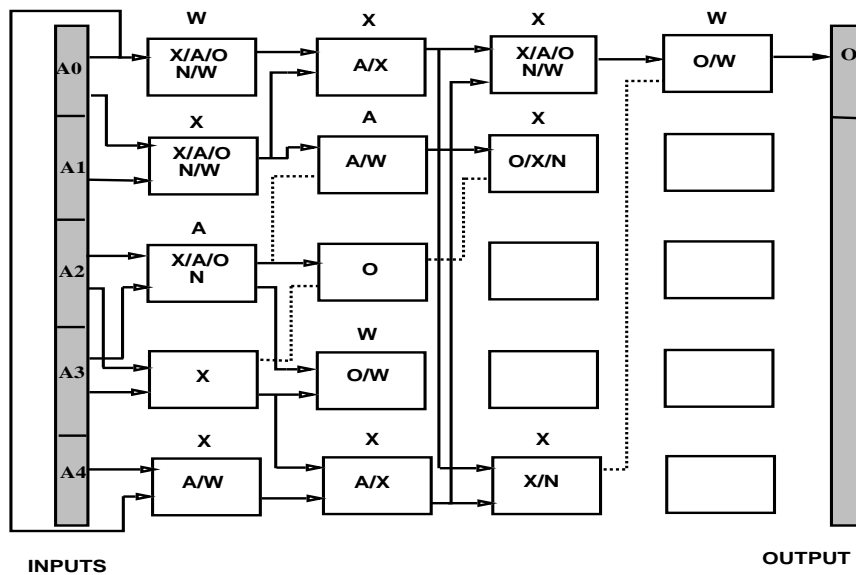 W X X W
A0 X/A/O A/X X/A/O O/W O
N/W N/W
X A X
A1 X/A/O A/W O/X/N
N/W
A
A2 X/A/O O
N
W
A3 X O/W
X X X
A4 A/W A/X X/N
INPUTS OUTPUT